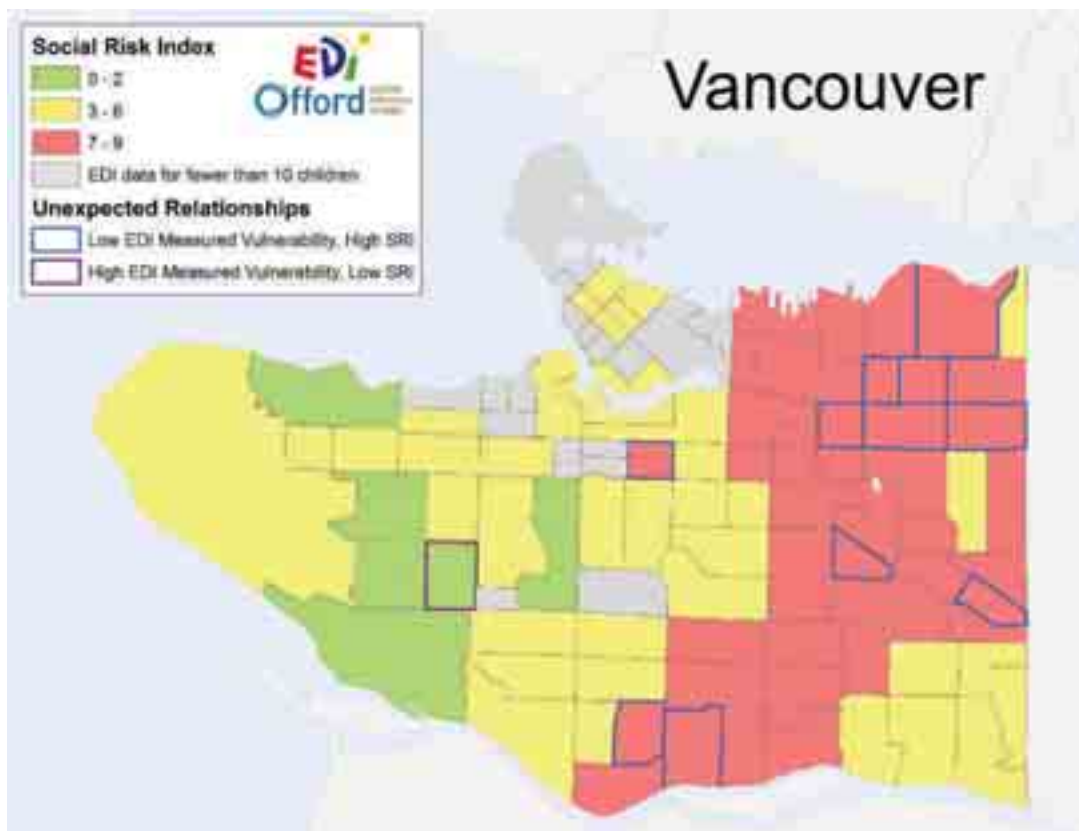 Social Risk Index
EDi
Offord
0 - 2
3 - 6
7 - 9
EDI data for fewer than 10 children
Unexpected Relationships
Low EDI Measured Vulnerability, High SRI
High EDI Measured Vulnerability, Low SRI
Vancouver